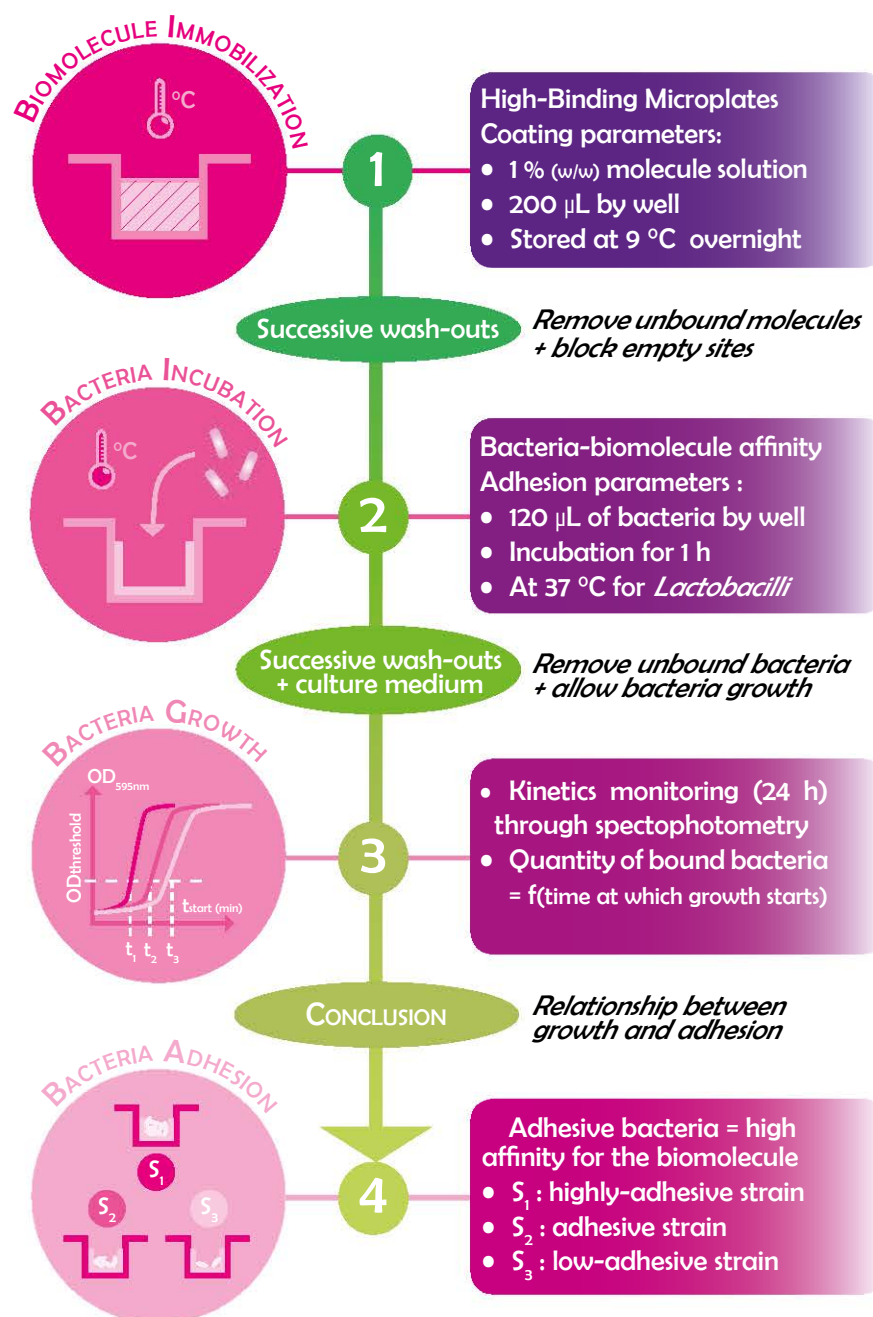 BIOMOLECULE IMMOBILIZATION
°C
1
High-Binding Microplates
Coating parameters:
• 1 % (w/w) molecule solution
• 200 μL by well
• Stored at 9 °C overnight
Successive wash-outs
Remove unbound molecules
+ block empty sites
BACTERIA INCUBATION
°C
2
Bacteria-biomolecule affinity
Adhesion parameters :
• 120 μL of bacteria by well
• Incubation for 1 h
• At 37 °C for Lactobacilli
Successive wash-outs
+ culture medium
Remove unbound bacteria
+ allow bacteria growth
BACTERIA GROWTH
OD595nm
ODthreshold
tstart (min)
t1 t2 t3
3
• Kinetics monitoring (24 h)
through spectophotometry
• Quantity of bound bacteria
= f(time at which growth starts)
CONCLUSION
Relationship between
growth and adhesion
BACTERIA ADHESION
S1
S2 S3
4
Adhesive bacteria = high
affinity for the biomolecule
• S1 : highly-adhesive strain
• S2 : adhesive strain
• S3 : low-adhesive strain